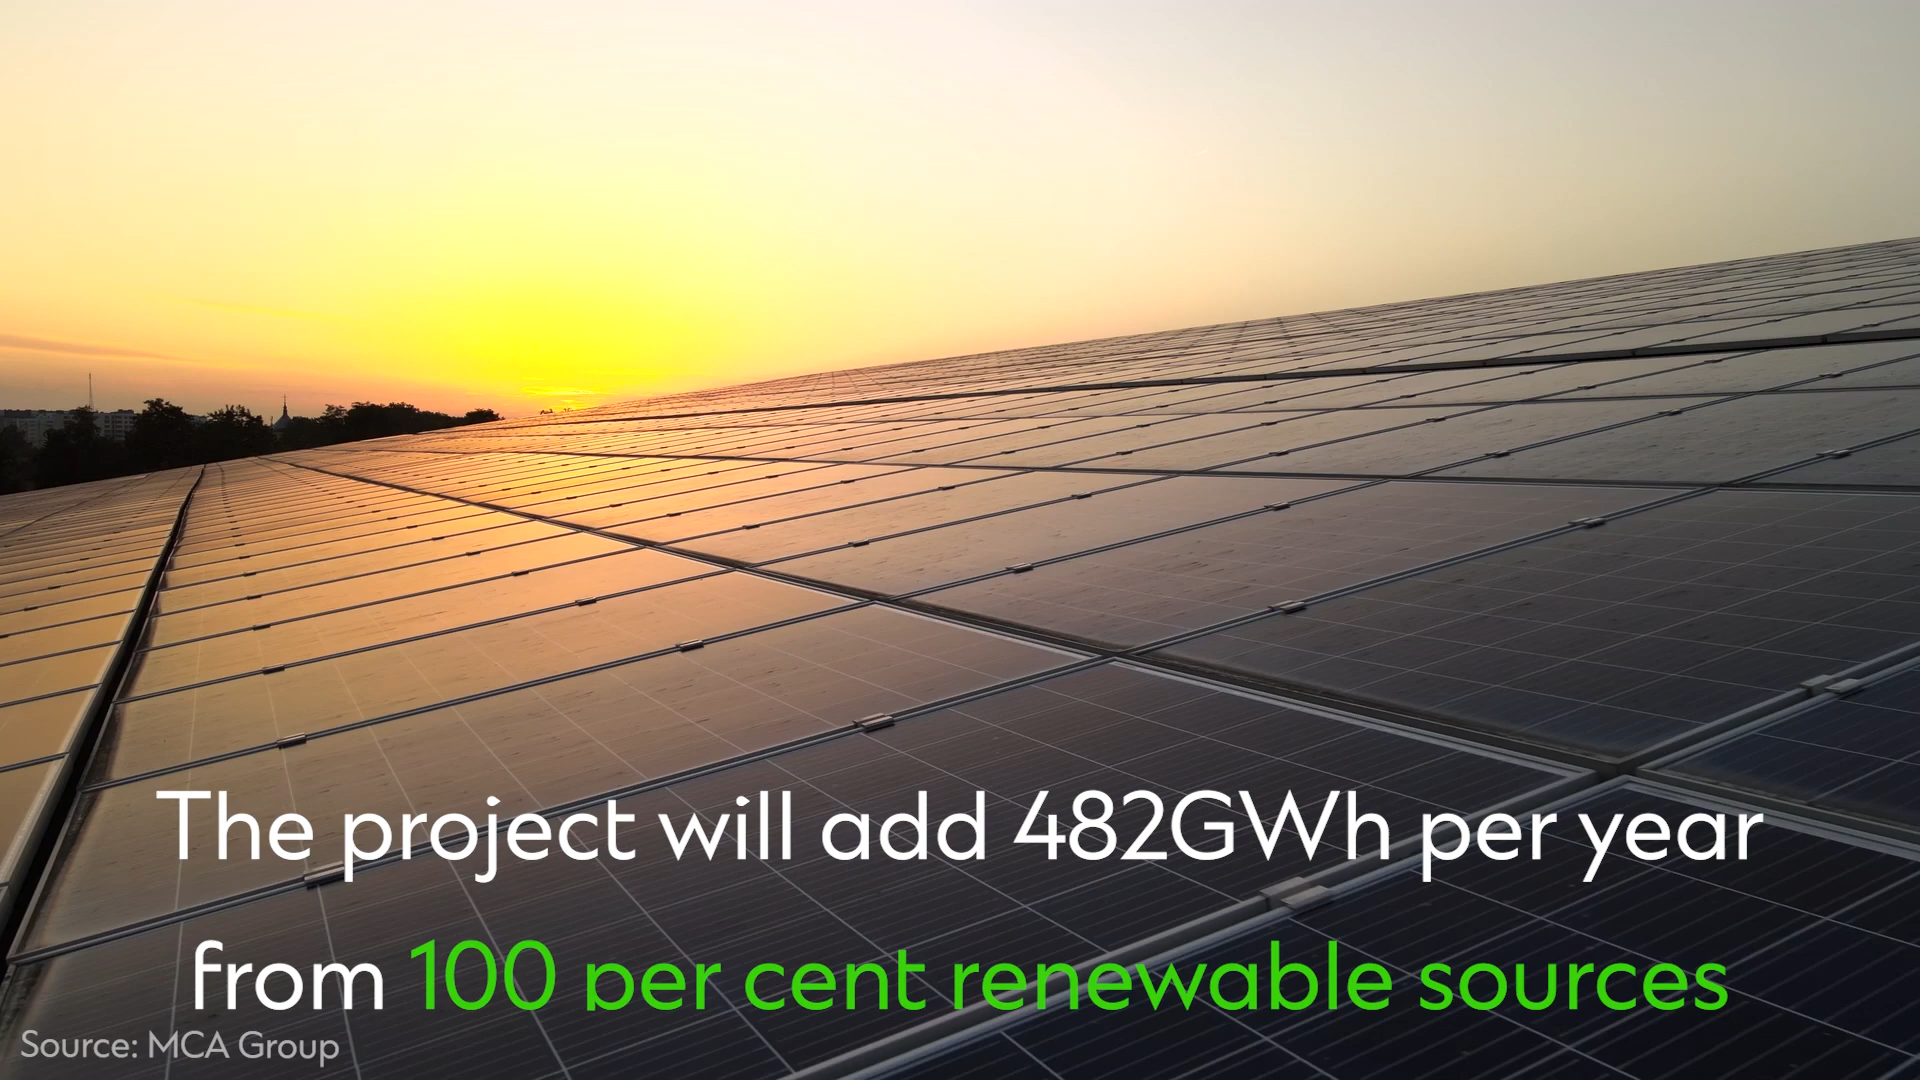 The project will add 482GWh per year
from 100 per cent renewable sources
Source: MCA Group